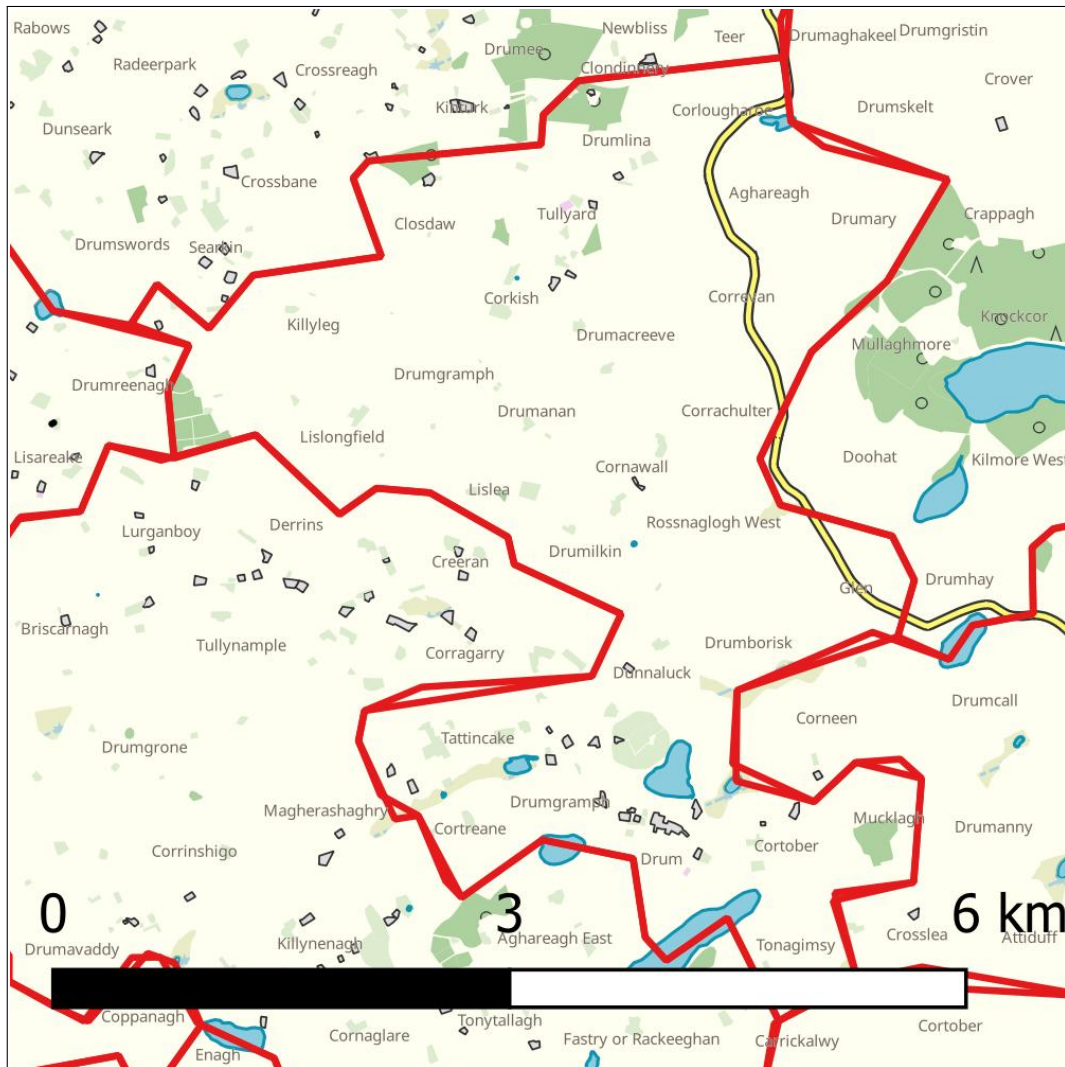 Rabows
Newbliss
Teer
Drumaghakeel
Drumgristin
Drumee
Radeerpark
Crossreagh
Clondinnery
Crover
Kinturk
Corlougharoe
Drumskelt
Dunseark
Drumlina
Crossbane
Aghareagh
Closdaw
Tullyard
Drumary
Crappagh
Drumswords
Searkin
Corkish
Correvan
Killyleg
Drumacreeve
Knockcor
Mullaghmore
Drumreenagh
Drumgramph
Drumanan
Corrachulter
Lislongfield
Lisareake
Cornawall
Doohat
Kilmore West
Lislea
Lurganboy
Derrins
Rossnaglogh West
Creeran
Drumilkin
Glen
Drumhay
Briscarnagh
Tullynample
Corragarry
Drumborisk
Dunnaluck
Drumcall
Corneen
Drumgrone
Tattincake
Magherashaghry
Drumgramph
Cortreane
Mucklagh
Drumanny
Corrinshigo
Drum
Cortober
0
3
6 km
Drumavaddy
Killynenagh
Aghareagh East
Tonagimsy
Crosslea
Attiduff
Coppanagh
Cornaglare
Tonytallagh
Cortober
Enagh
Fastry or Rackeeghan
Carrickalwy